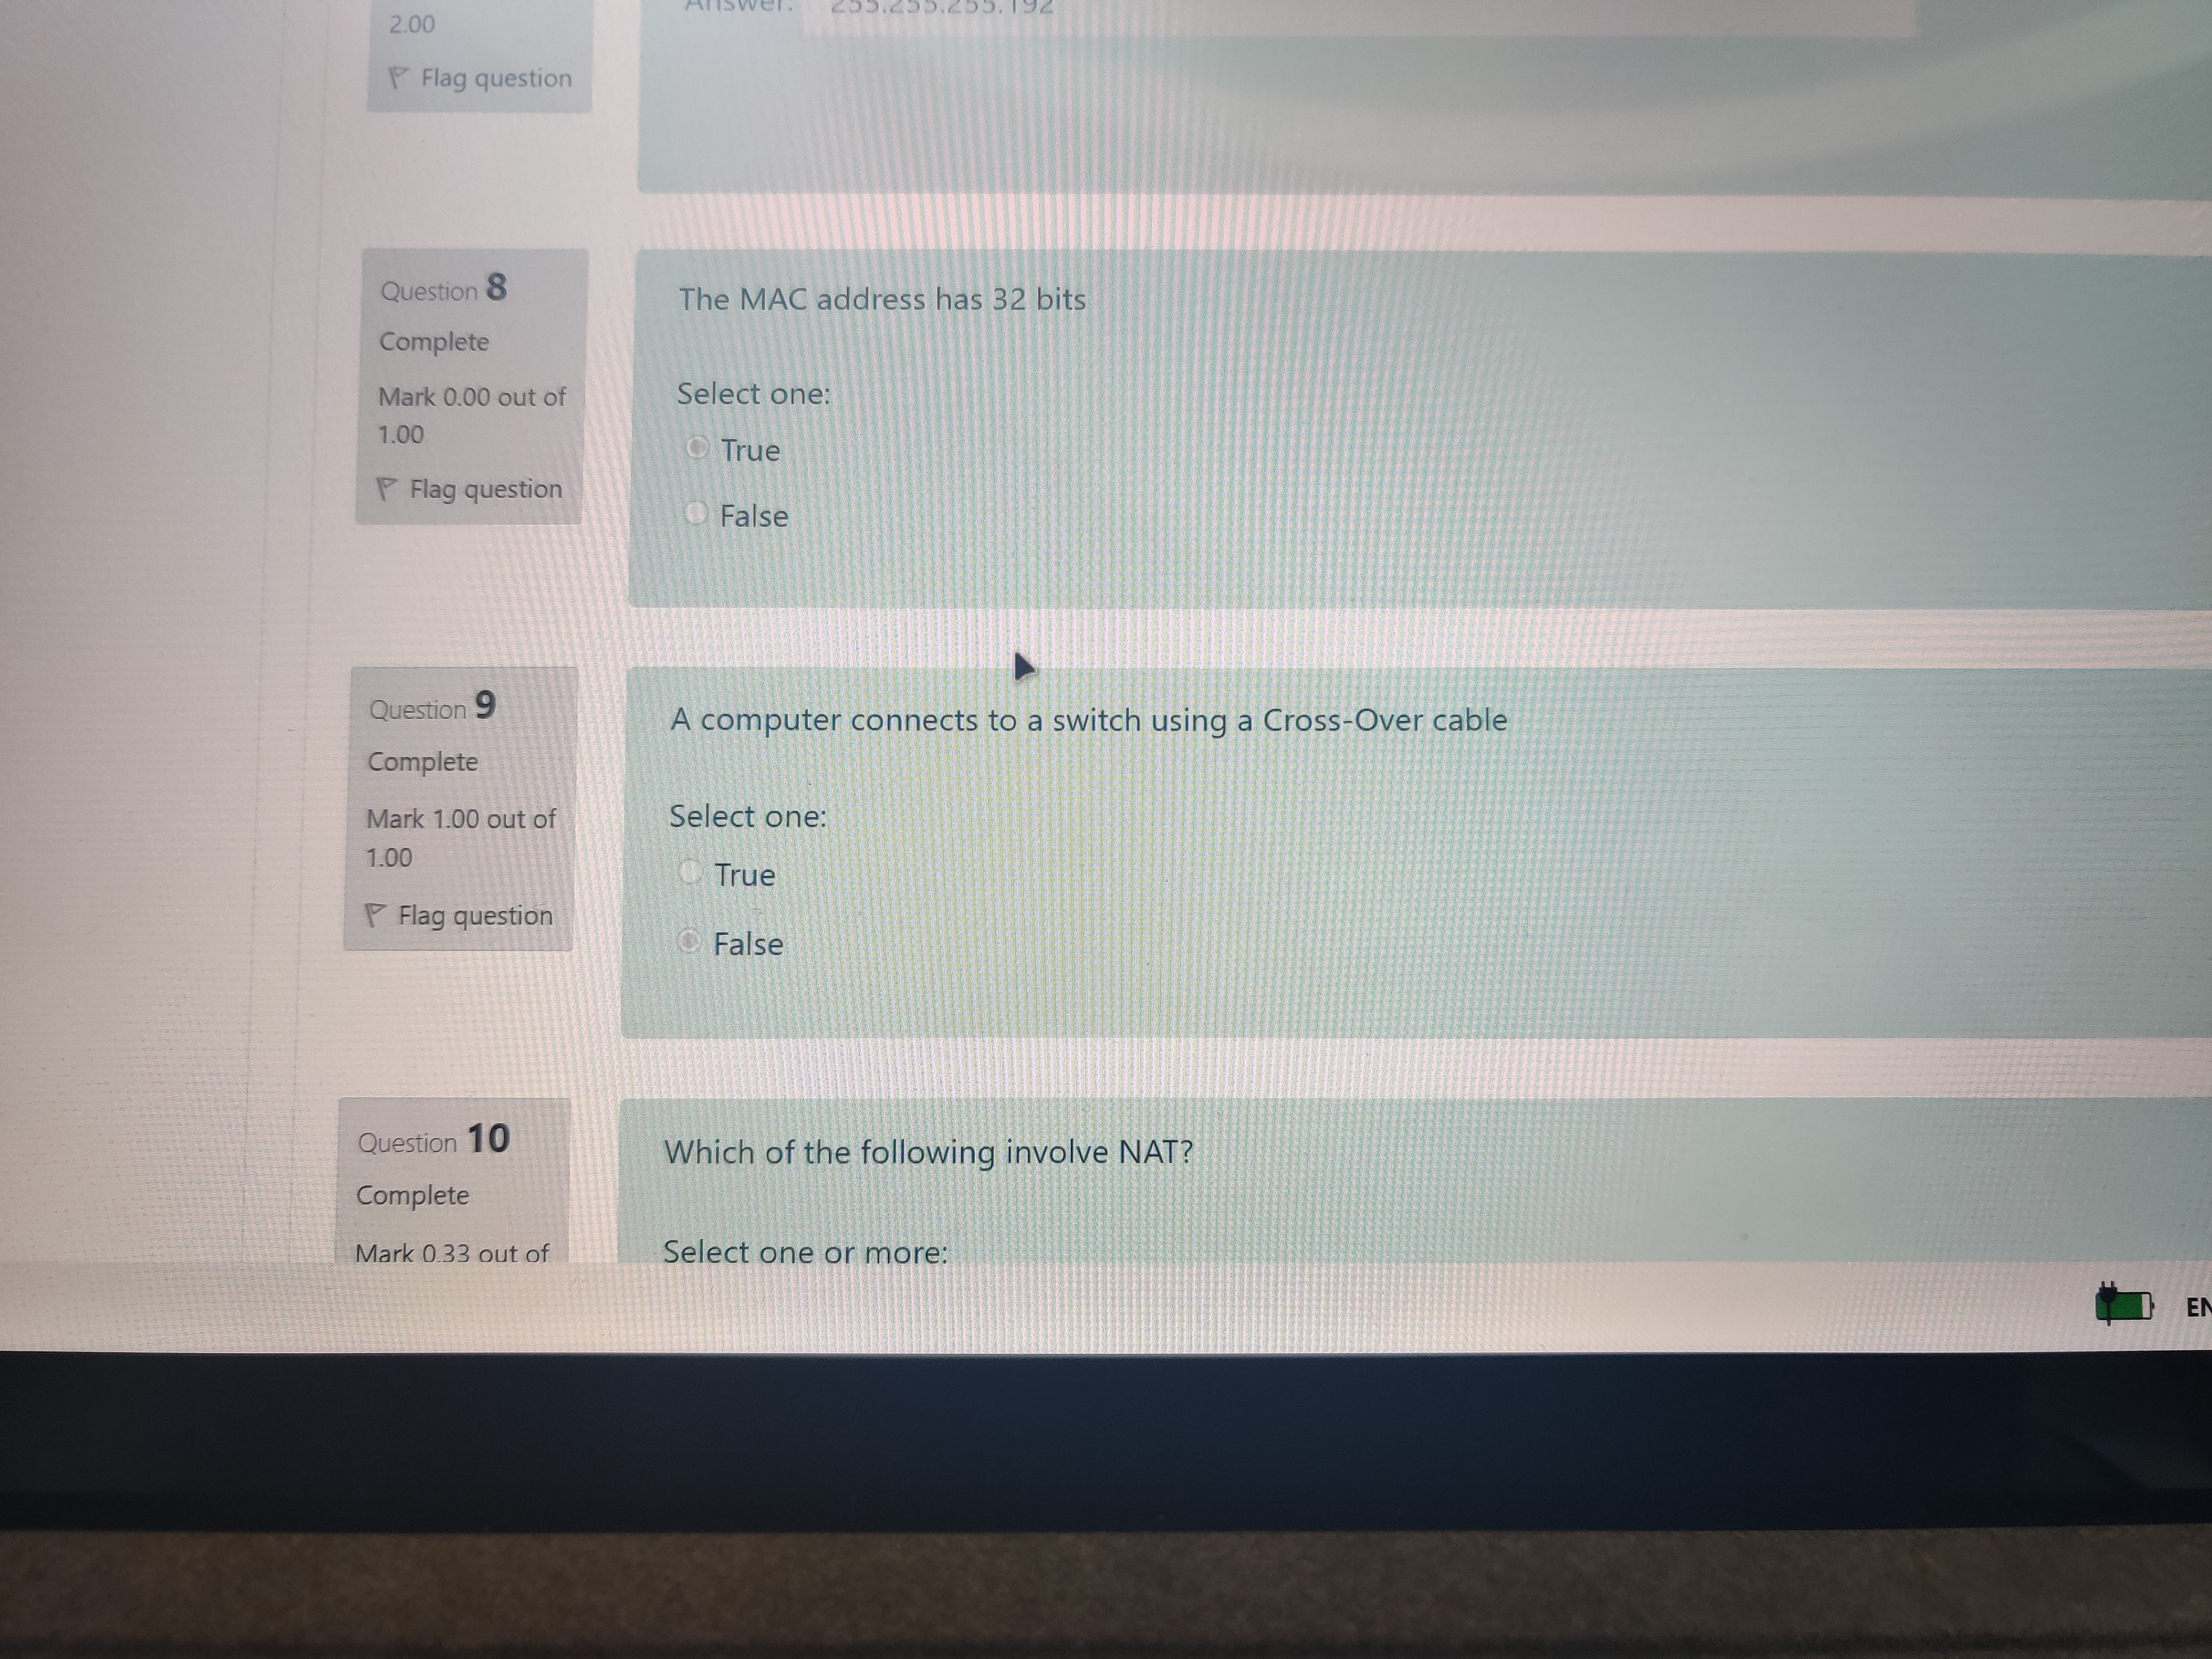 2.00
Flag question
Answer: 255.255.255.192
Question 8
Complete
Mark 0.00 out of
1.00
Flag question
The MAC address has 32 bits
Select one:
True
False
Question 9
Complete
Mark 1.00 out of
1.00
Flag question
A computer connects to a switch using a Cross-Over cable
Select one:
True
False
Question 10
Complete
Mark 0.33 out of
Which of the following involve NAT?
Select one or more:
EN